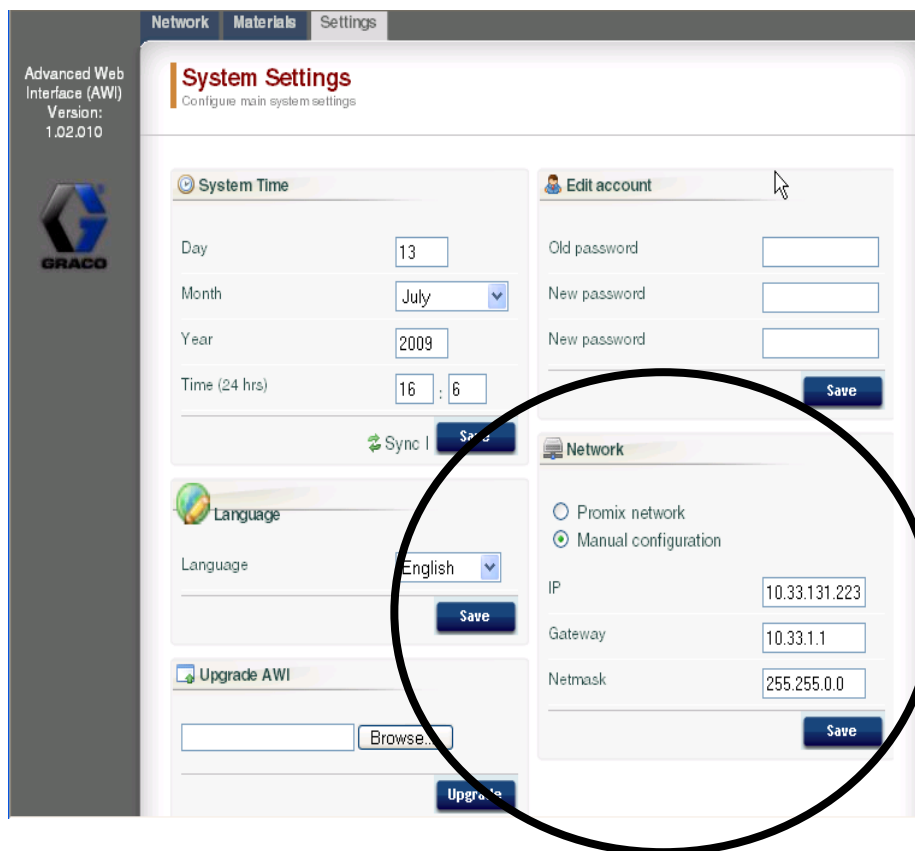 Network Materials Settings
Advanced Web
Interface (AWI)
Version:
1.02.010
GRACO
System Settings
Configure main system settings
System Time
Day 13
Month July
Year 2009
Time (24 hrs) 16 : 6
Sync | Save
Language
Language English
Save
Upgrade AWI
Browse...
Upgrade
Edit account
Old password
New password
New password
Save
Network
Promix network
Manual configuration
IP 10.33.131.223
Gateway 10.33.1.1
Netmask 255.255.0.0
Save